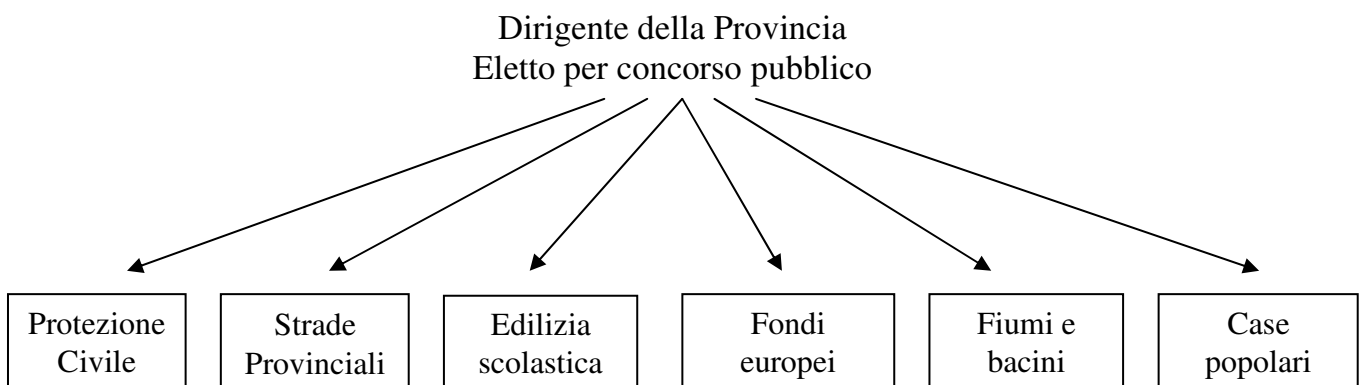 Dirigente della Provincia
Eletto per concorso pubblico
Protezione
Civile
Strade
Provinciali
Edilizia
scolastica
Fondi
europei
Fiumi e
bacini
Case
popolari